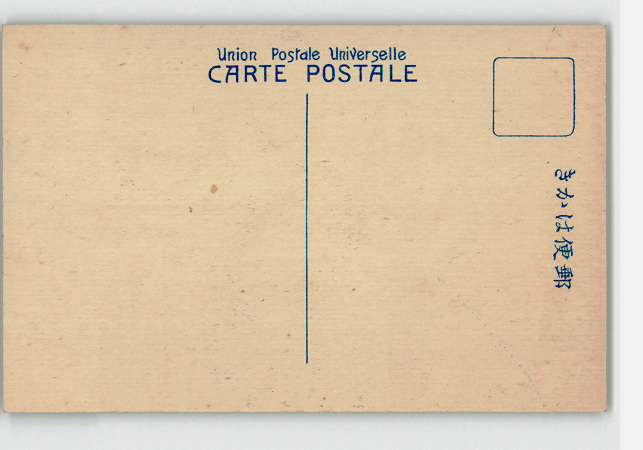 Union Postale Universelle
CARTE POSTALE
きかは便郵